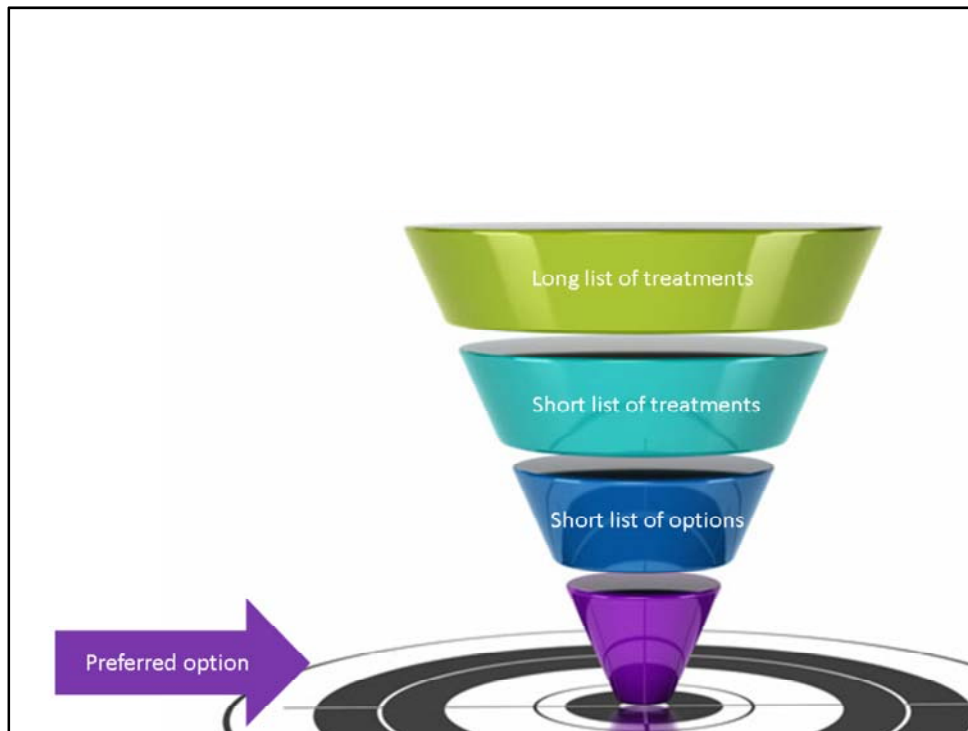 Long list of treatments
Short list of treatments
Short list of options
Preferred option